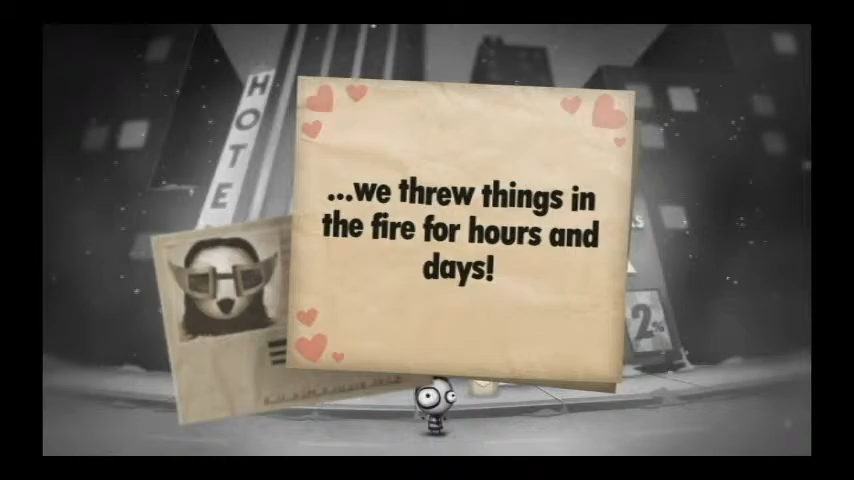 HOTE
...we threw things in
the fire for hours and
days!
2%